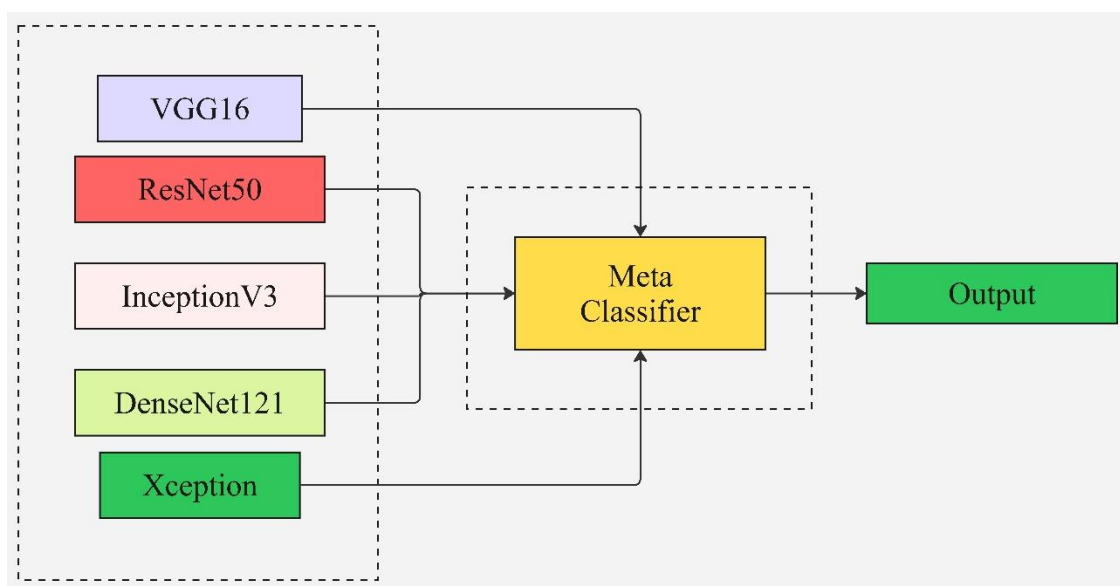 VGG16
ResNet50
InceptionV3
DenseNet121
Xception
Meta
Classifier
Output